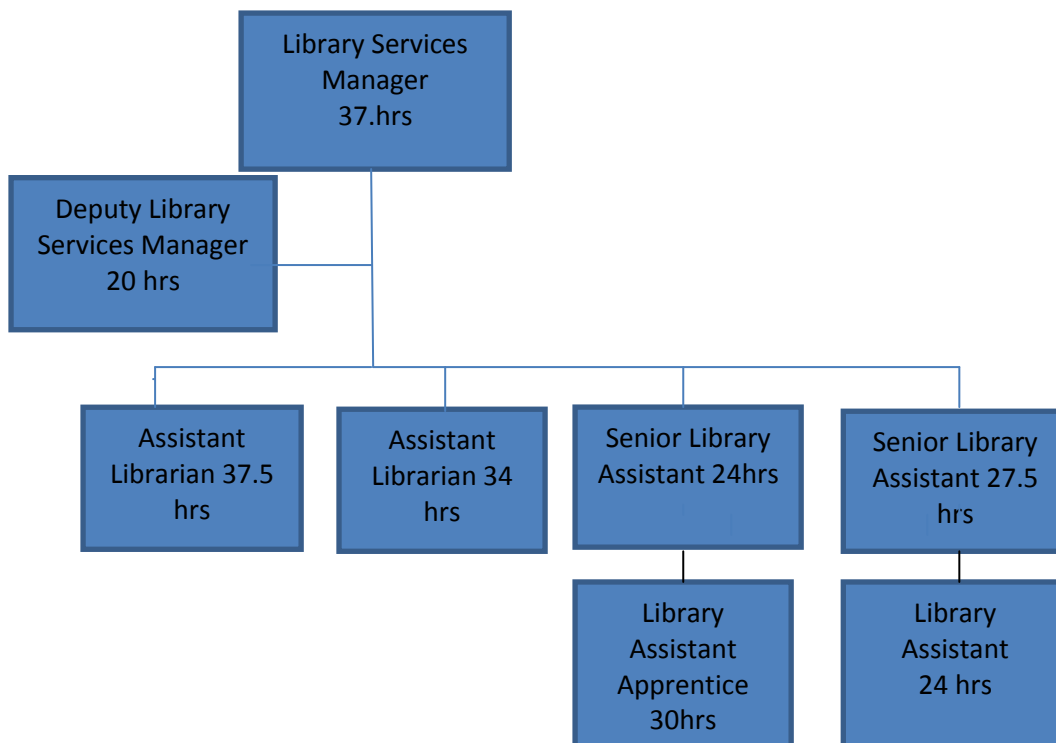 Library Services
Manager
37.hrs
Deputy Library
Services Manager
20 hrs
Assistant
Librarian 37.5
hrs
Assistant
Librarian 34
hrs
Senior Library
Assistant 24hrs
Senior Library
Assistant 27.5
hrs
Library
Assistant
Apprentice
30hrs
Library
Assistant
24 hrs